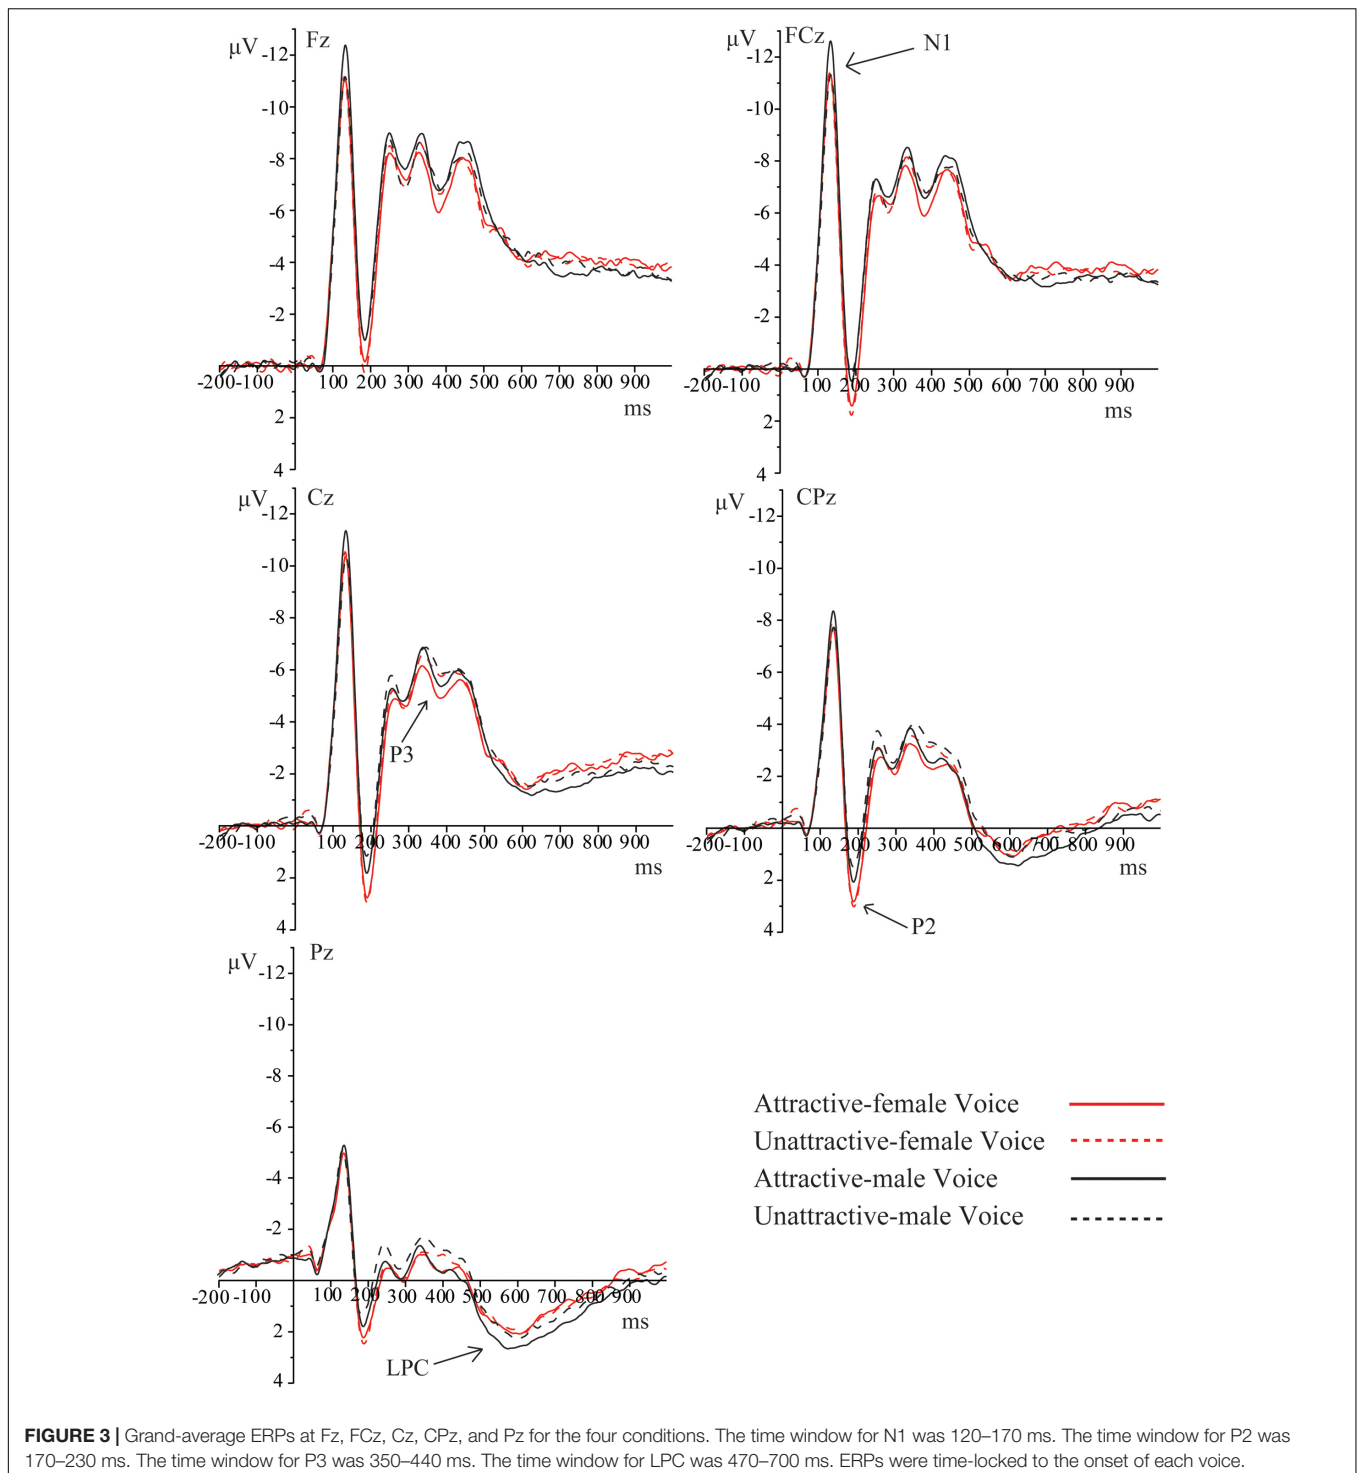 μV
Fz
-12
-10
-8
-6
-4
-2
-200-100
100 200 300 400 500 600 700 800 900
ms
2
4
μV
FCz
N1
-12
-10
-8
-6
-4
-2
-200-100
100 200 300 400 500 600 700 800 900
ms
2
4
μV
Cz
-12
-10
-8
-6
-4
P3
-2
-200-100
100 200 300 400 500 600 700 800 900
ms
2
4
μV
CPz
-12
-10
-8
-6
-4
-2
-200-100
100 200 300 400 500 600 700 800 900
ms
2
P2
4
μV
Pz
-12
-10
-8
-6
-4
-2
-200-100
100 200 300 400 500 600 700 800 900
ms
2
LPC
4
Attractive-female Voice
Unattractive-female Voice
Attractive-male Voice
Unattractive-male Voice
FIGURE 3 | Grand-average ERPs at Fz, FCz, Cz, CPz, and Pz for the four conditions. The time window for N1 was 120–170 ms. The time window for P2 was
170–230 ms. The time window for P3 was 350–440 ms. The time window for LPC was 470–700 ms. ERPs were time-locked to the onset of each voice.